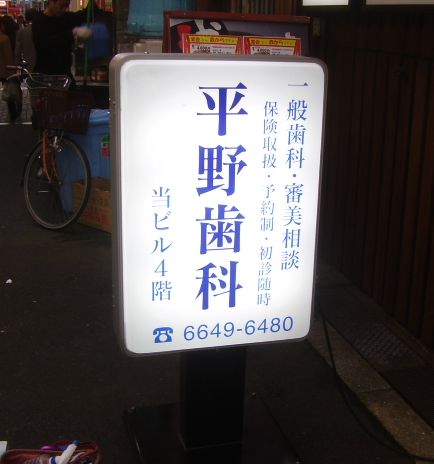 一般歯科・審美相談
保険取扱・予約制・初診随時
平野歯科
当ビル4階
☎ 6649-6480